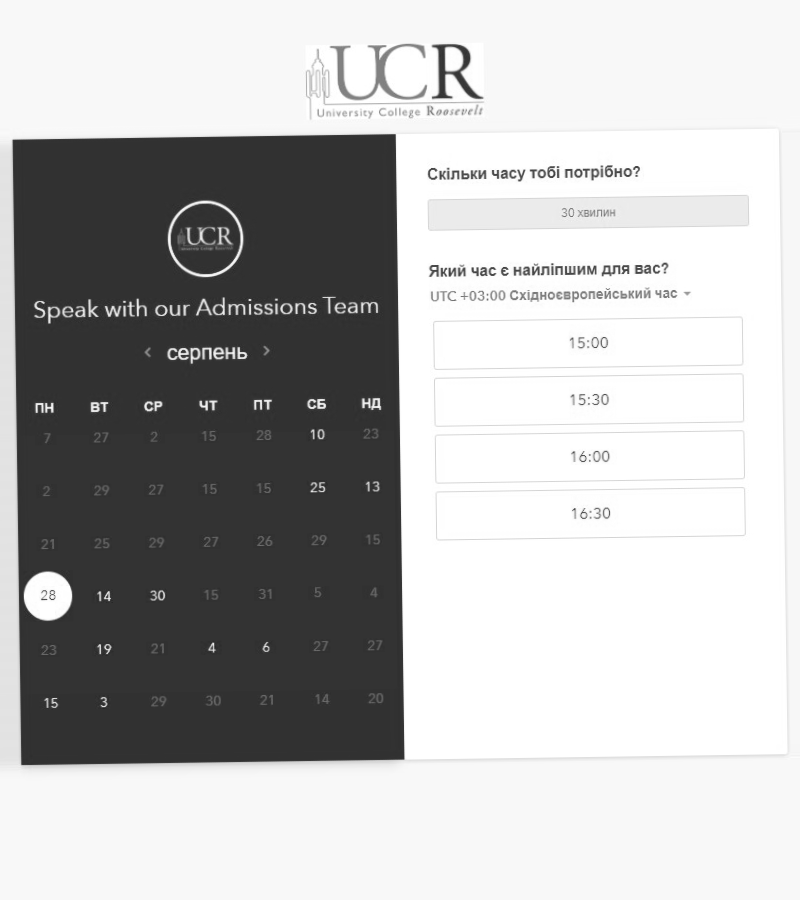 UCR
University College Roosevelt
UCR
Speak with our Admissions Team
< серпень >
ПН ВТ СР ЧТ ПТ СБ НД
7 27 2 15 28 10 23
2 29 27 15 15 25 13
21 25 29 27 26 29 15
28 14 30 15 31 5 4
23 19 21 4 6 27 27
15 3 29 30 21 14 20
Скільки часу тобі потрібно?
30 хвилин
Який час є найліпшим для вас?
UTC +03:00 Східноєвропейський час
15:00
15:30
16:00
16:30